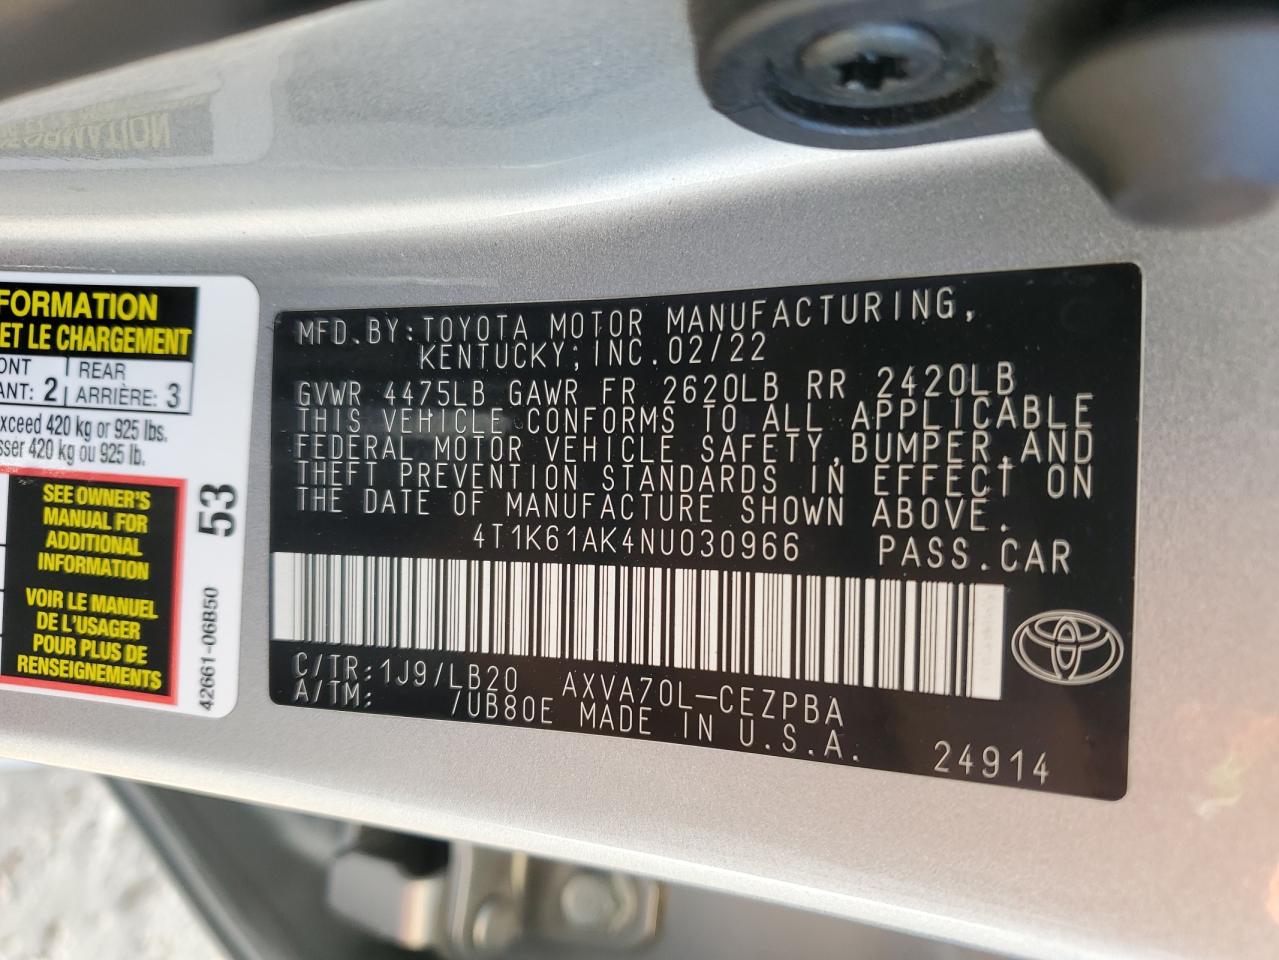 FORMATION
ET LE CHARGEMENT
ONT 2 REAR
ANT: 2 ARRIÈRE: 3
xceed 420 kg or 925 lbs.
sser 420 kg ou 925 lb.
SEE OWNER'S
MANUAL FOR
ADDITIONAL
INFORMATION
VOIR LE MANUEL
DE L'USAGER
POUR PLUS DE
RENSEIGNEMENTS
53
42661-06B50
MFD.BY:TOYOTA MOTOR MANUFACTURING,
KENTUCKY, INC. 02/22
GVWR 4475LB GAWR FR 2620LB RR 2420LB
THIS VEHICLE CONFORMS TO ALL APPLICABLE
FEDERAL MOTOR VEHICLE SAFETY,BUMPER,AND
THEFT PREVENTION STANDARDS IN EFFECT ON
THE DATE OF MANUFACTURE SHOWN ABOVE.
4T1K61AK4NU030966 PASS.CAR
C/TR:1J9/LB20 AXVA70L-CEZPBA
A/TM: /UB80E MADE IN U.S.A.
24914